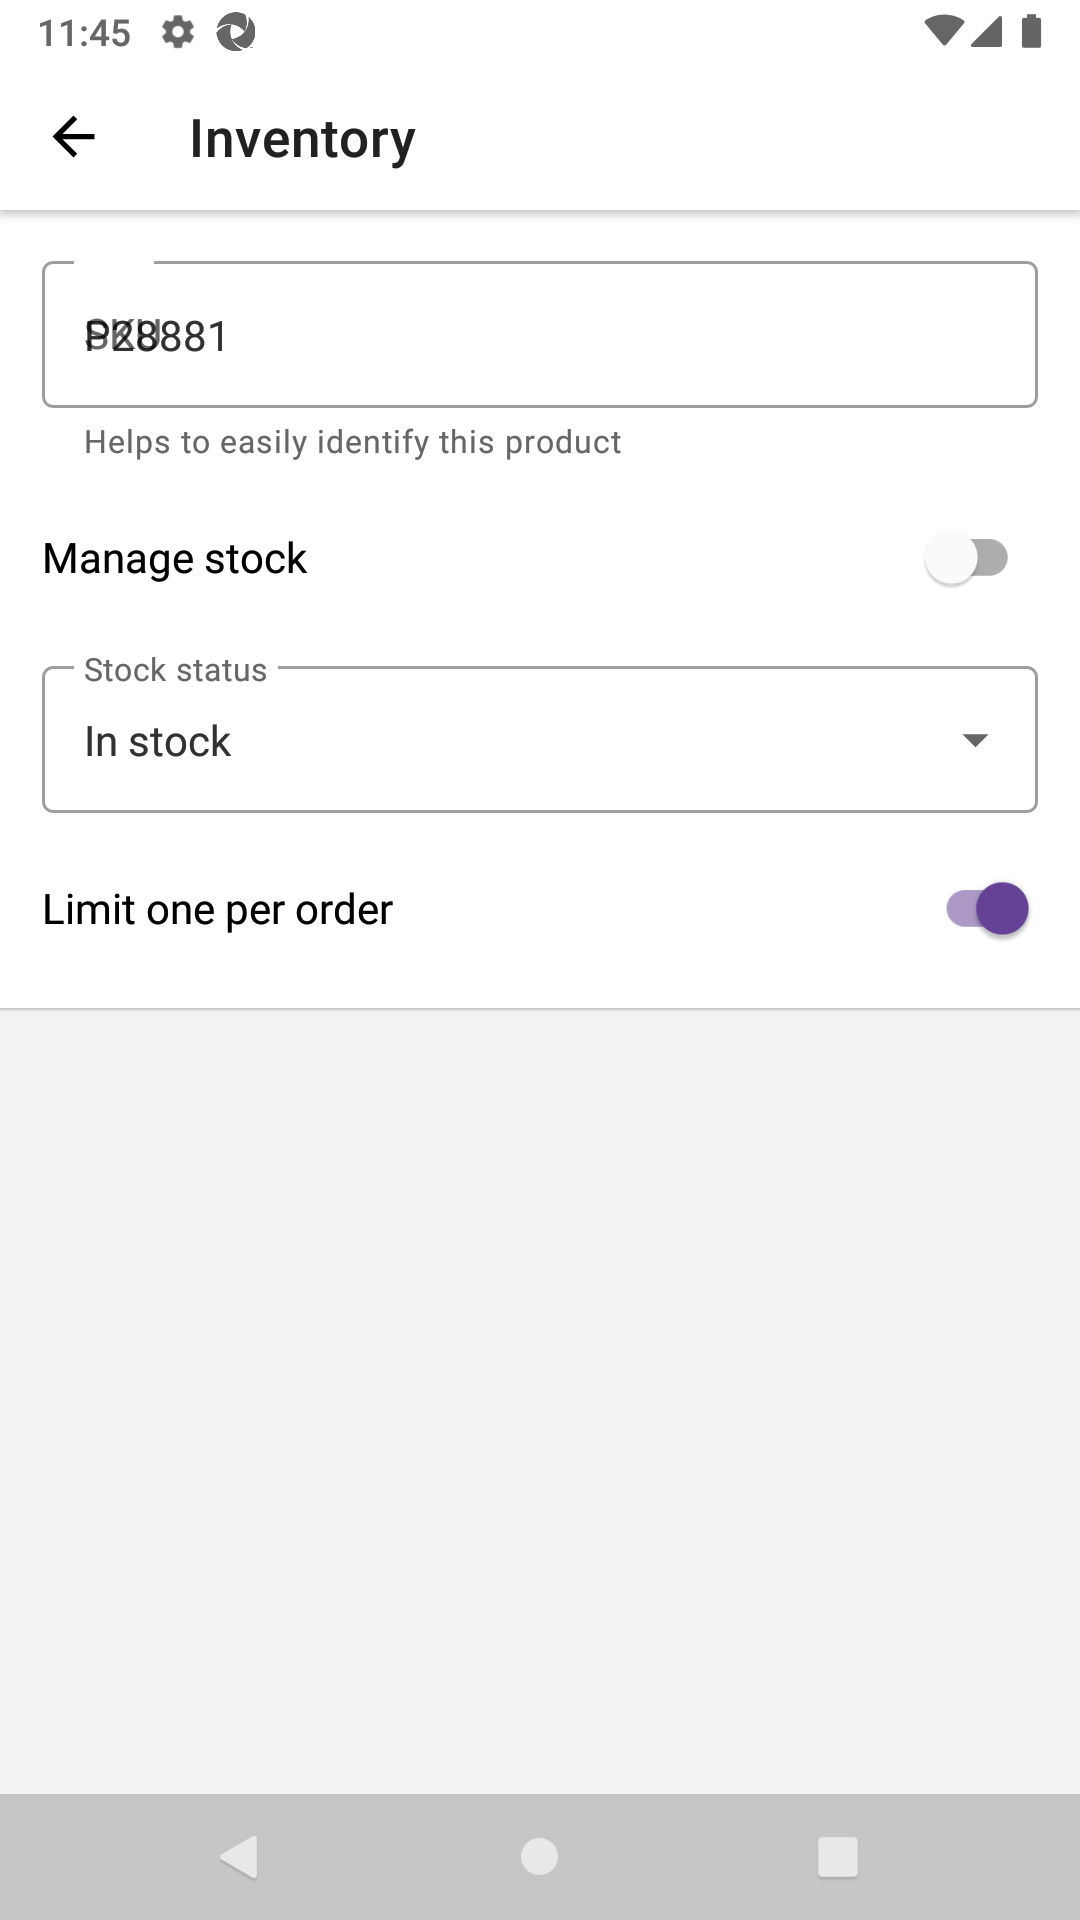 11:45
Inventory
SKU
P28881
Helps to easily identify this product
Manage stock
Stock status
In stock
Limit one per order